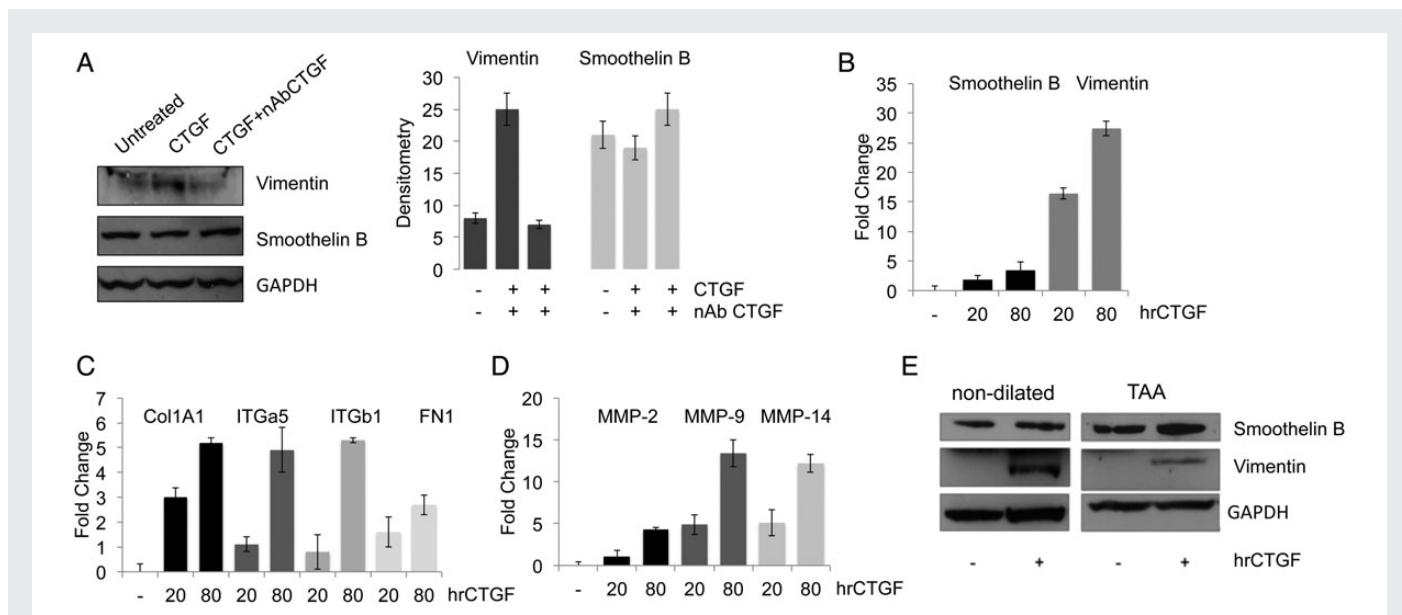 A
Untreated
CTGF
CTGF+nAbCTGF
Vimentin
Smoothelin B
GAPDH
Vimentin Smoothelin B
Densitometry
30
25
20
15
10
5
0
- + + - + + CTGF
- + + - + + nAb CTGF
B
Smoothelin B Vimentin
Fold Change
35
30
25
20
15
10
5
0
- 20 80 20 80 hrCTGF
C
Col1A1 ITGa5 ITGb1 FN1
Fold Change
7
6
5
4
3
2
1
0
- 20 80 20 80 20 80 20 80 hrCTGF
D
MMP-2 MMP-9 MMP-14
Fold Change
20
15
10
5
0
- 20 80 20 80 20 80 hrCTGF
E
non-dilated TAA
Smoothelin B
Vimentin
GAPDH
- + - + hrCTGF